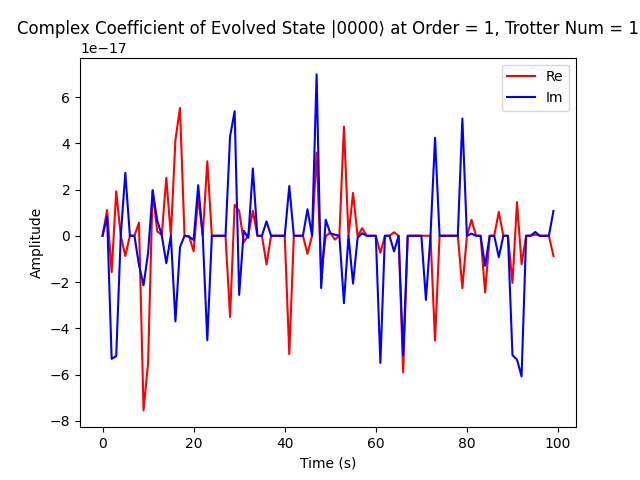 Complex Coefficient of Evolved State |0000⟩ at Order = 1, Trotter Num = 1
1e−17
Re
Im
6
4
2
0
−2
−4
−6
−8
Amplitude
0 20 40 60 80 100
Time (s)